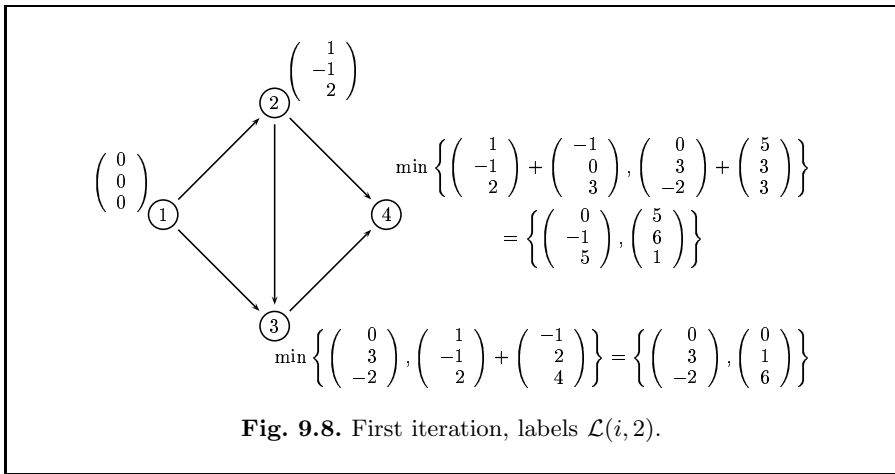 ( 1 -1 2 )
2
min { ( 1 -1 2 ) + ( -1 0 3 ) , ( 0 3 -2 ) + ( 5 3 3 ) }
( 0 0 0 )
1
4
= { ( 0 -1 5 ) , ( 5 6 1 ) }
3
min { ( 0 3 -2 ) , ( 1 -1 2 ) + ( -1 2 4 ) } = { ( 0 3 -2 ) , ( 0 1 6 ) }
Fig. 9.8. First iteration, labels ℒ(i, 2).